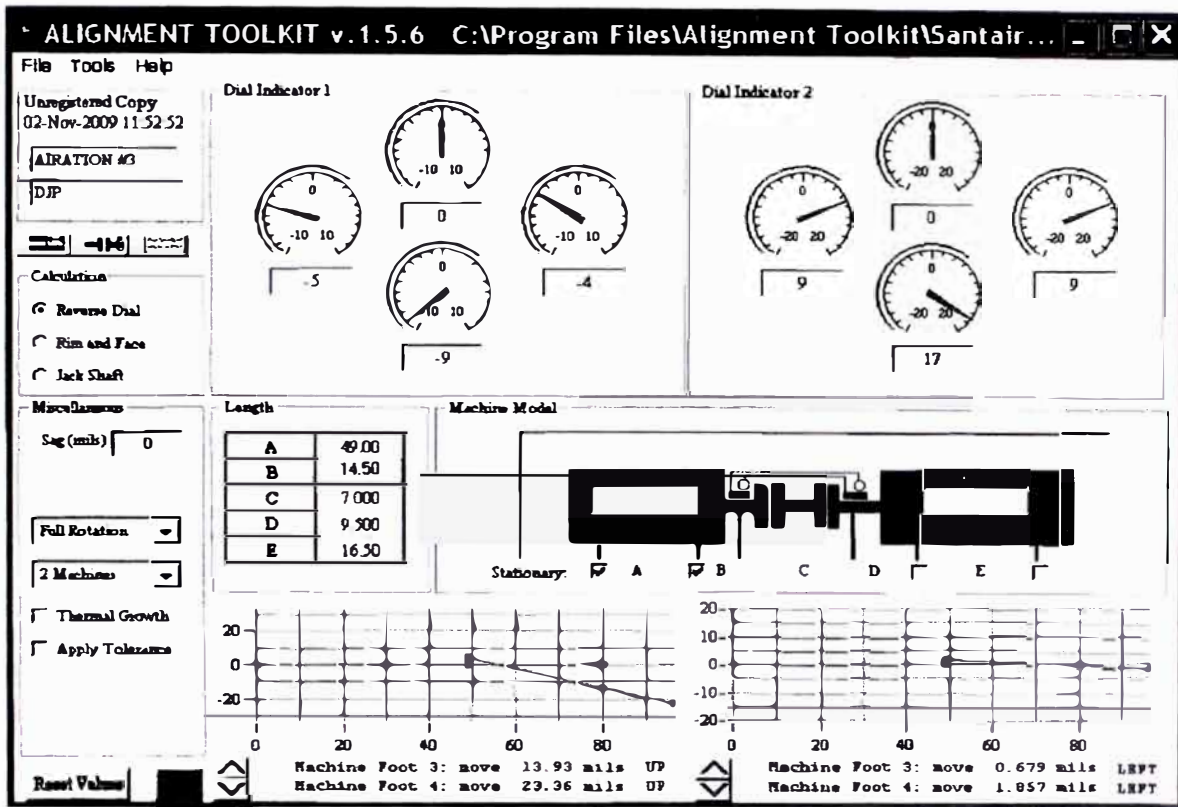 ALIGNMENT TOOLKIT v.1.5.6 C:\Program Files\Alignment Toolkit\Santair...
File Tools Help
Unregistered Copy
02-Nov-2009 11:52:52
AIRATION #3
DJP
Dial Indicator 1
0
-10 10
0
0
-10 10
-5
0
-10 10
-4
0
-10 10
-9
Dial Indicator 2
0
-20 20
0
0
-20 20
9
0
-20 20
9
0
-20 20
17
Calculation
Reverse Dial
Rim and Face
Jack Shaft
Miscellaneous
Sag (mils) 0
Full Rotation
2 Machines
Thermal Growth
Apply Tolerance
Reset Values
Length
A 49.00
B 14.50
C 7.000
D 9.500
E 16.50
Machine Model
Stationary: A B C D E
20
0
-20
0 20 40 60 80
20
10
0
-10
-20
0 20 40 60 80
Machine Foot 3: move 13.93 mils UP
Machine Foot 4: move 23.36 mils UP
Machine Foot 3: move 0.679 mils LEFT
Machine Foot 4: move 1.857 mils LEFT